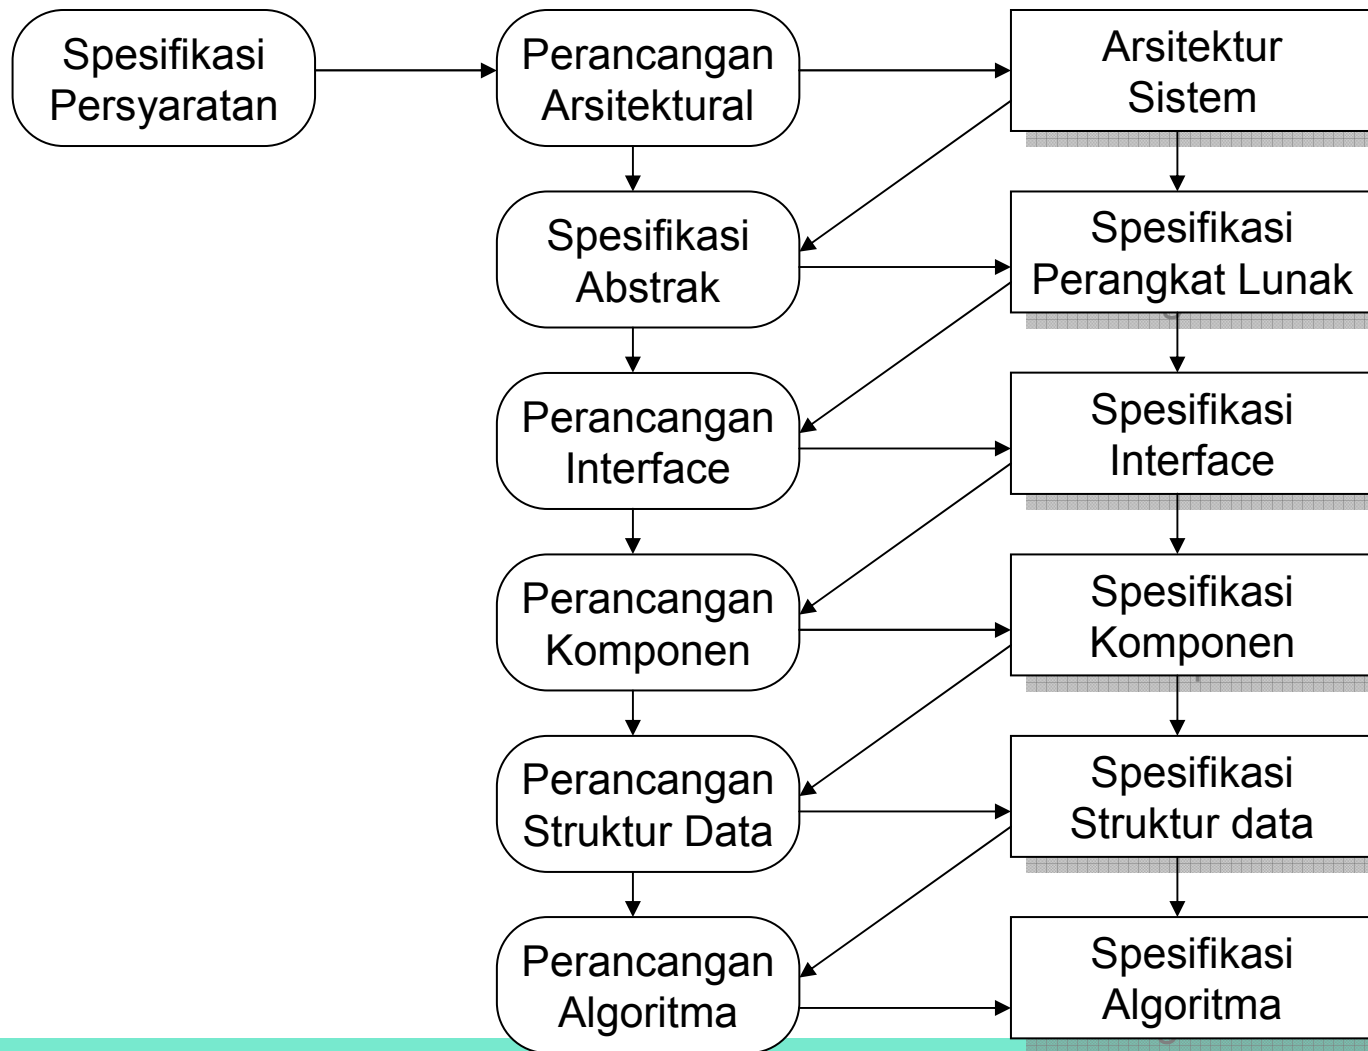 Spesifikasi
Persyaratan
Perancangan
Arsitektural
Arsitektur
Sistem
Spesifikasi
Abstrak
Spesifikasi
Perangkat Lunak
Perancangan
Interface
Spesifikasi
Interface
Perancangan
Komponen
Spesifikasi
Komponen
Perancangan
Struktur Data
Spesifikasi
Struktur data
Perancangan
Algoritma
Spesifikasi
Algoritma